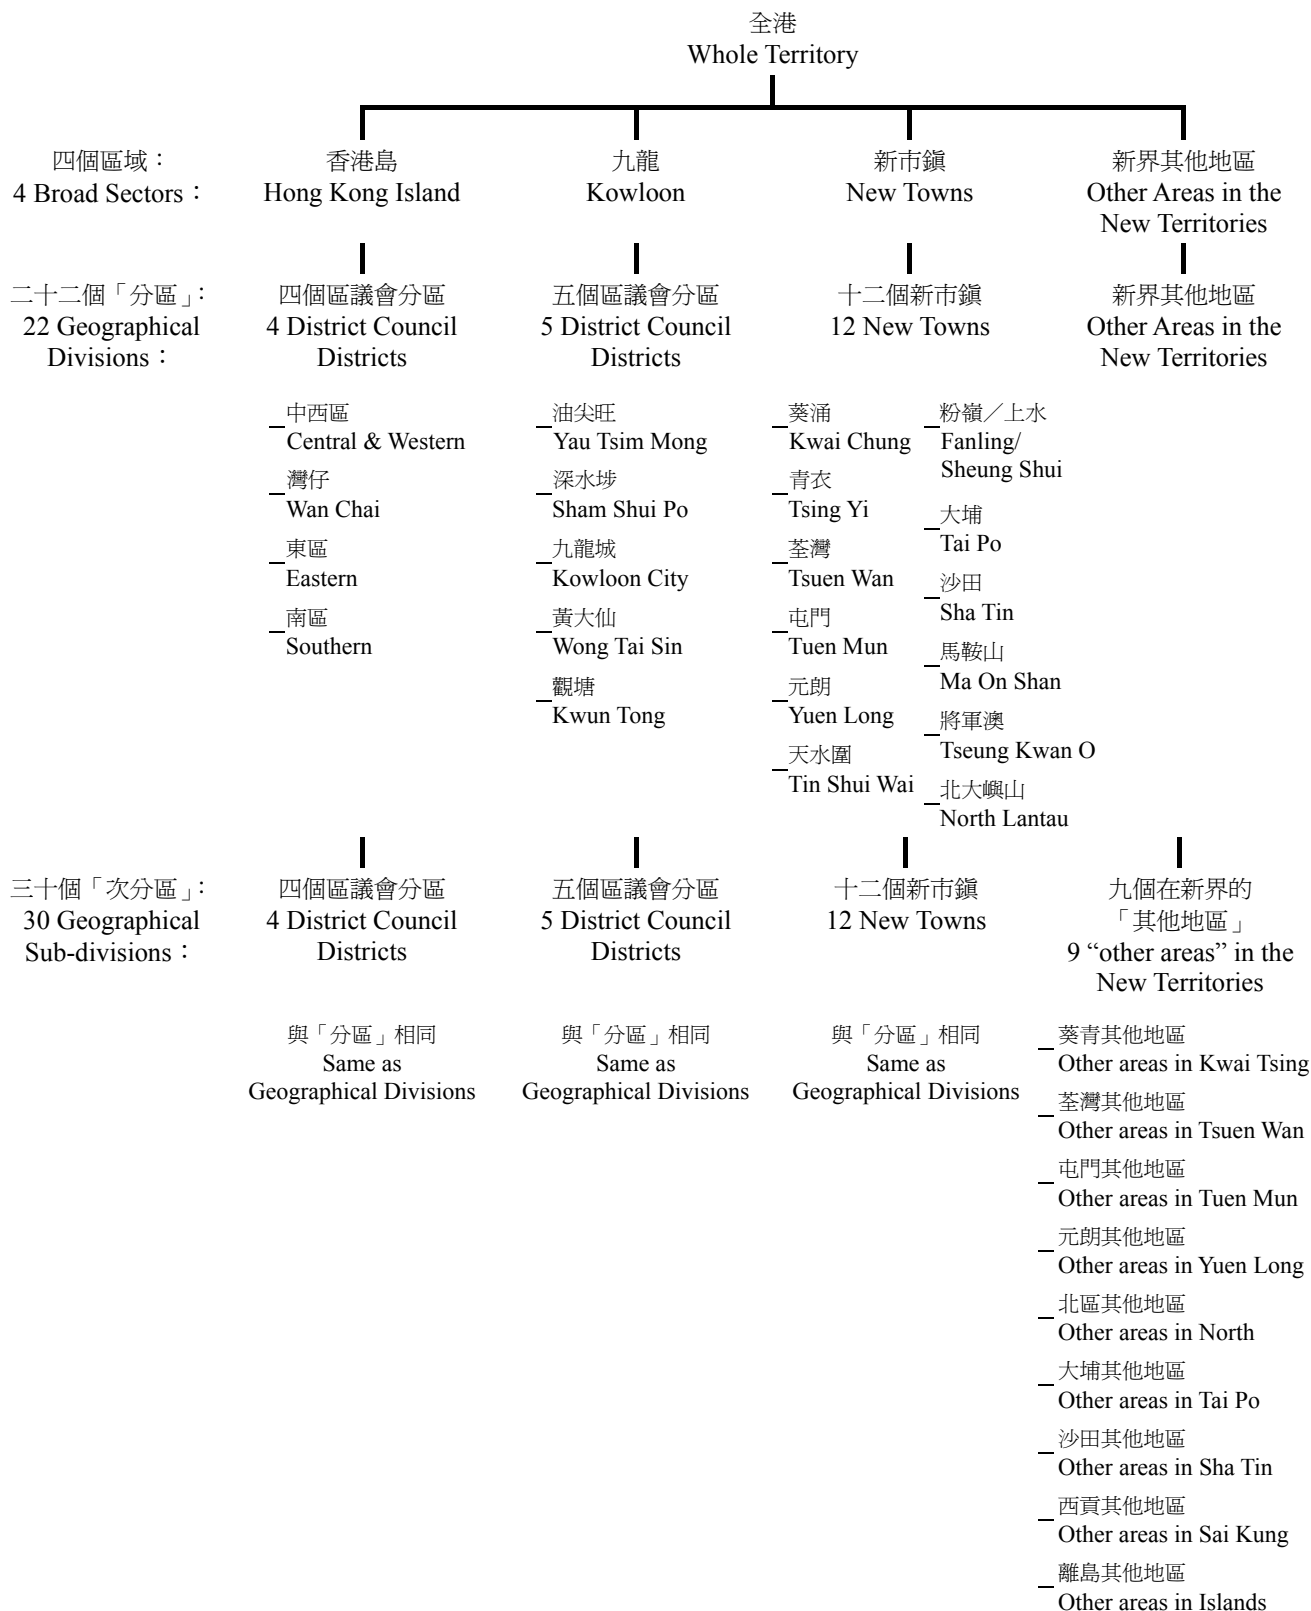 全港
Whole Territory
四個區域：
4 Broad Sectors：
香港島
Hong Kong Island
九龍
Kowloon
新市鎮
New Towns
新界其他地區
Other Areas in the
New Territories
二十二個「分區」：
22 Geographical
Divisions：
四個區議會分區
4 District Council
Districts
五個區議會分區
5 District Council
Districts
十二個新市鎮
12 New Towns
新界其他地區
Other Areas in the
New Territories
中西區
Central & Western
灣仔
Wan Chai
東區
Eastern
南區
Southern
油尖旺
Yau Tsim Mong
深水埗
Sham Shui Po
九龍城
Kowloon City
黃大仙
Wong Tai Sin
觀塘
Kwun Tong
葵涌
Kwai Chung
青衣
Tsing Yi
荃灣
Tsuen Wan
屯門
Tuen Mun
元朗
Yuen Long
天水圍
Tin Shui Wai
粉嶺／上水
Fanling/
Sheung Shui
大埔
Tai Po
沙田
Sha Tin
馬鞍山
Ma On Shan
將軍澳
Tseung Kwan O
北大嶼山
North Lantau
三十個「次分區」：
30 Geographical
Sub-divisions：
四個區議會分區
4 District Council
Districts
五個區議會分區
5 District Council
Districts
十二個新市鎮
12 New Towns
九個在新界的
「其他地區」
9 “other areas” in the
New Territories
與「分區」相同
Same as
Geographical Divisions
與「分區」相同
Same as
Geographical Divisions
與「分區」相同
Same as
Geographical Divisions
葵青其他地區
Other areas in Kwai Tsing
荃灣其他地區
Other areas in Tsuen Wan
屯門其他地區
Other areas in Tuen Mun
元朗其他地區
Other areas in Yuen Long
北區其他地區
Other areas in North
大埔其他地區
Other areas in Tai Po
沙田其他地區
Other areas in Sha Tin
西貢其他地區
Other areas in Sai Kung
離島其他地區
Other areas in Islands